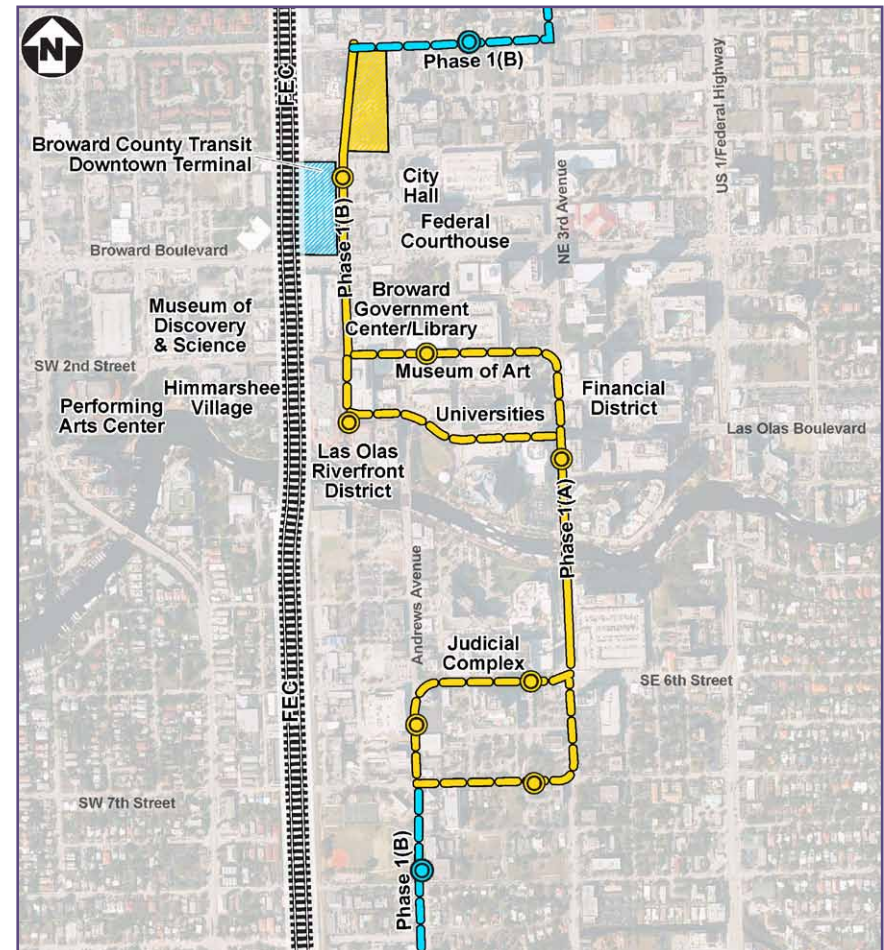 N
Phase 1(B)
FEC
US 1/Federal Highway
Broward County Transit
Downtown Terminal
City
Hall
NE 3rd Avenue
Phase 1(B)
Federal
Courthouse
Broward Boulevard
Broward
Government
Center/Library
Museum of
Discovery
& Science
SW 2nd Street
Museum of Art
Himmarshee
Village
Financial
District
Performing
Arts Center
Universities
Las Olas Boulevard
Las Olas
Riverfront
District
Phase 1(A)
Andrews Avenue
Judicial
Complex
SE 6th Street
FEC
SW 7th Street
Phase 1(B)